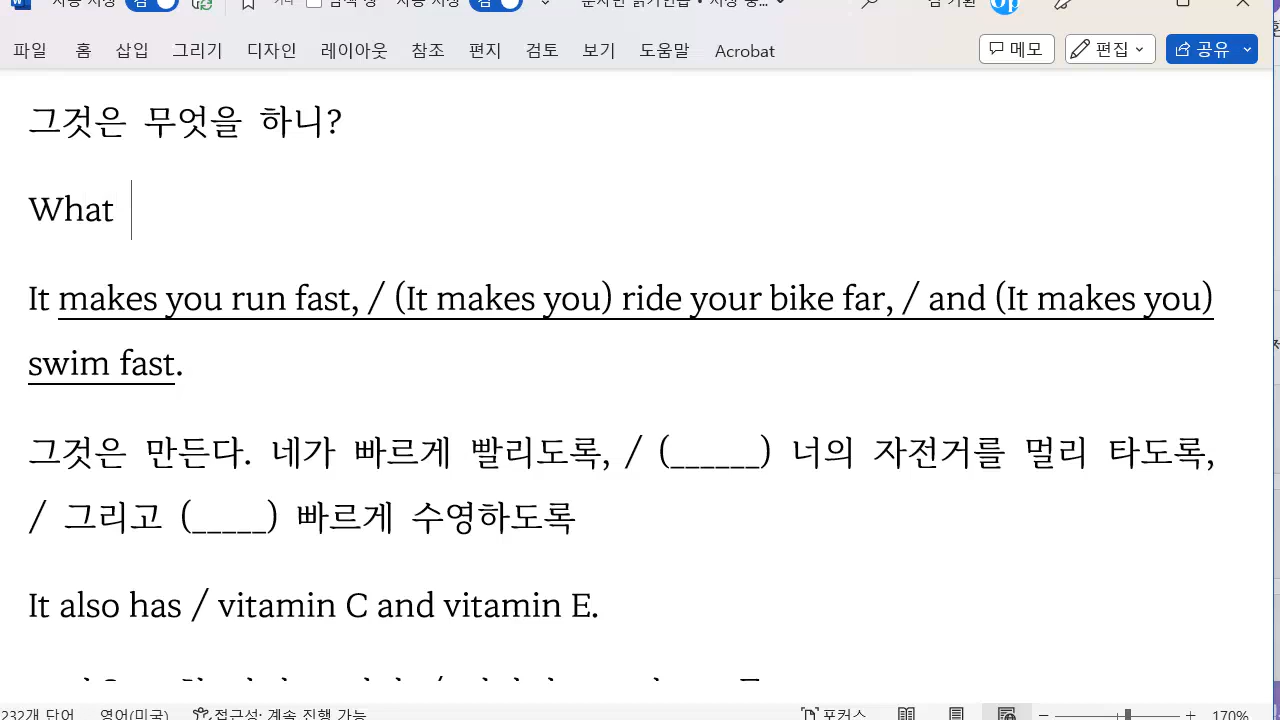 파일 홈 삽입 그리기 디자인 레이아웃 참조 편지 검토 보기 도움말 Acrobat 메모 편집 공유
그것은 무엇을 하니?
What
It makes you run fast, / (It makes you) ride your bike far, / and (It makes you)
swim fast.
그것은 만든다. 네가 빠르게 빨리도록, / (______) 너의 자전거를 멀리 타도록,
/ 그리고 (_____) 빠르게 수영하도록
It also has / vitamin C and vitamin E.
232개 단어 영어(미국) 접근성: 계속 진행 가능 포커스 170%